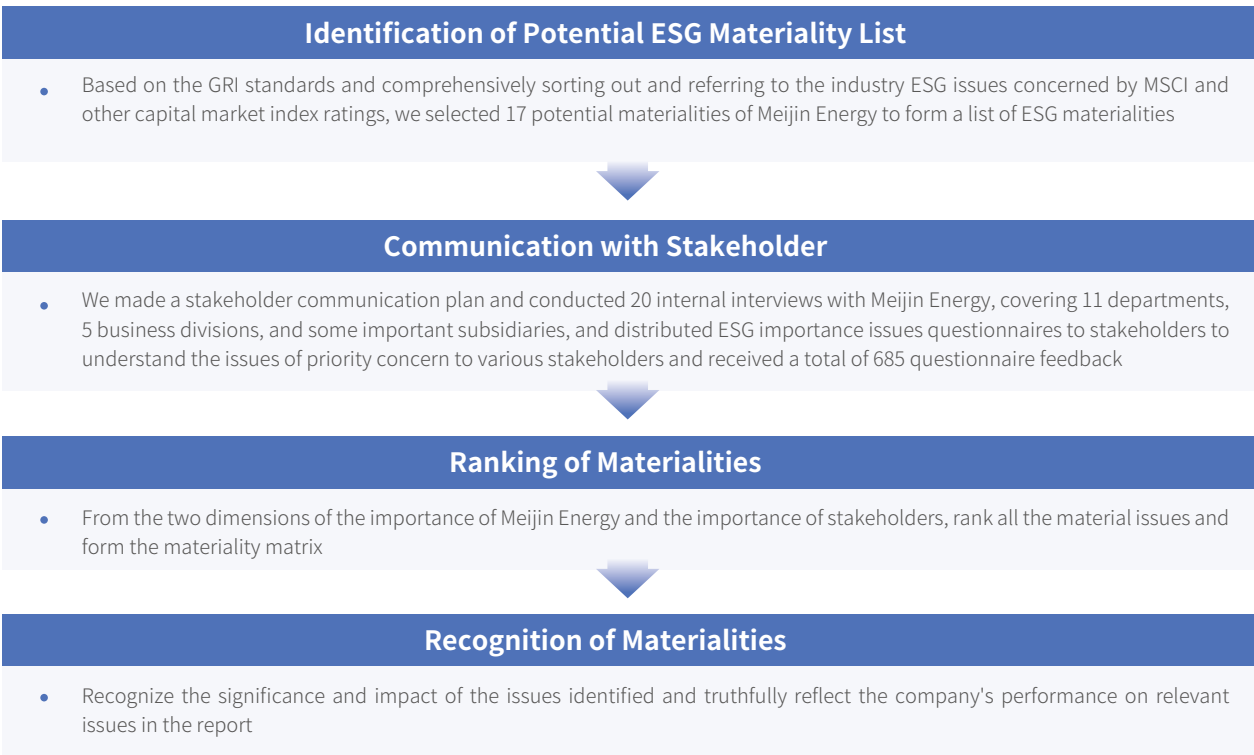 Identification of Potential ESG Materiality List
• Based on the GRI standards and comprehensively sorting out and referring to the industry ESG issues concerned by MSCI and
other capital market index ratings, we selected 17 potential materialities of Meijin Energy to form a list of ESG materialities
Communication with Stakeholder
• We made a stakeholder communication plan and conducted 20 internal interviews with Meijin Energy, covering 11 departments,
5 business divisions, and some important subsidiaries, and distributed ESG importance issues questionnaires to stakeholders to
understand the issues of priority concern to various stakeholders and received a total of 685 questionnaire feedback
Ranking of Materialities
• From the two dimensions of the importance of Meijin Energy and the importance of stakeholders, rank all the material issues and
form the materiality matrix
Recognition of Materialities
• Recognize the significance and impact of the issues identified and truthfully reflect the company's performance on relevant
issues in the report